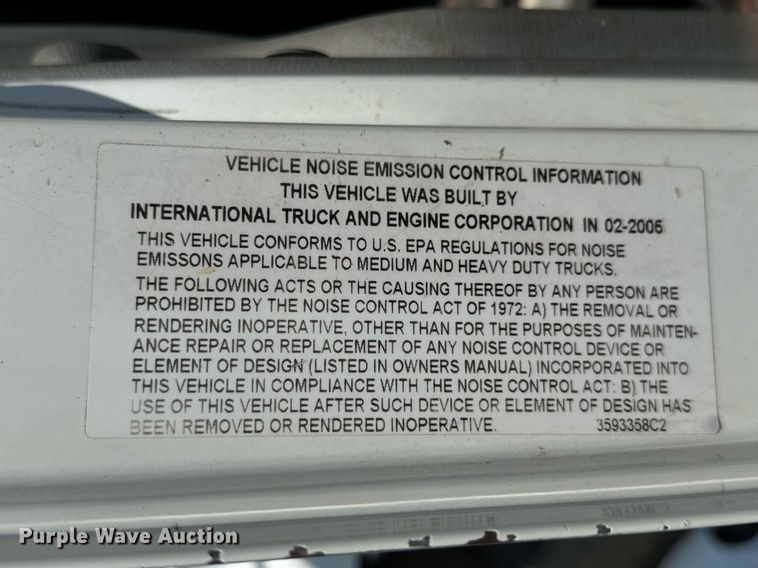 VEHICLE NOISE EMISSION CONTROL INFORMATION
THIS VEHICLE WAS BUILT BY
INTERNATIONAL TRUCK AND ENGINE CORPORATION IN 02-2005
THIS VEHICLE CONFORMS TO U.S. EPA REGULATIONS FOR NOISE
EMISSONS APPLICABLE TO MEDIUM AND HEAVY DUTY TRUCKS.
THE FOLLOWING ACTS OR THE CAUSING THEREOF BY ANY PERSON ARE
PROHIBITED BY THE NOISE CONTROL ACT OF 1972: A) THE REMOVAL OR
RENDERING INOPERATIVE, OTHER THAN FOR THE PURPOSES OF MAINTEN-
ANCE REPAIR OR REPLACEMENT OF ANY NOISE CONTROL DEVICE OR
ELEMENT OF DESIGN (LISTED IN OWNERS MANUAL) INCORPORATED INTO
THIS VEHICLE IN COMPLIANCE WITH THE NOISE CONTROL ACT: B) THE
USE OF THIS VEHICLE AFTER SUCH DEVICE OR ELEMENT OF DESIGN HAS
BEEN REMOVED OR RENDERED INOPERATIVE. 3593358C2
Purple Wave Auction